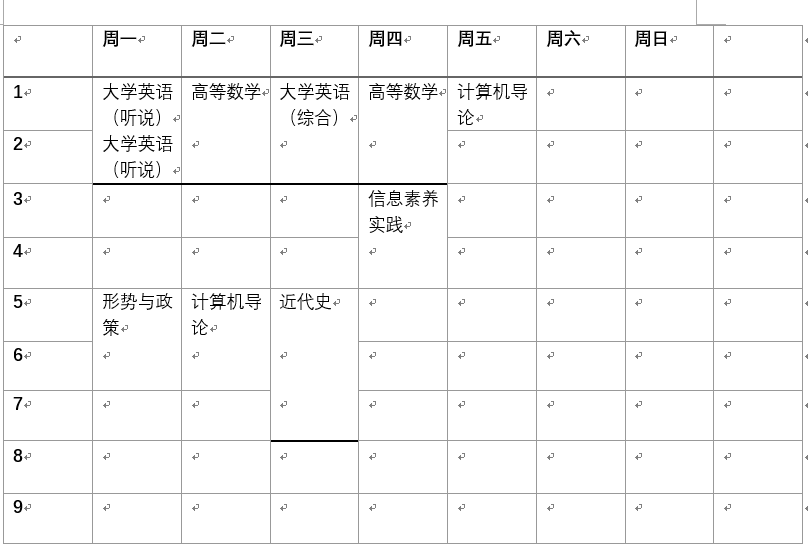 周一 周二 周三 周四 周五 周六 周日
1 大学英语 高等数学 大学英语 高等数学 计算机导
（听说） （综合） 论
2 大学英语
（听说）
3 信息素养
实践
4
5 形势与政 计算机导 近代史
策 论
6
7
8
9